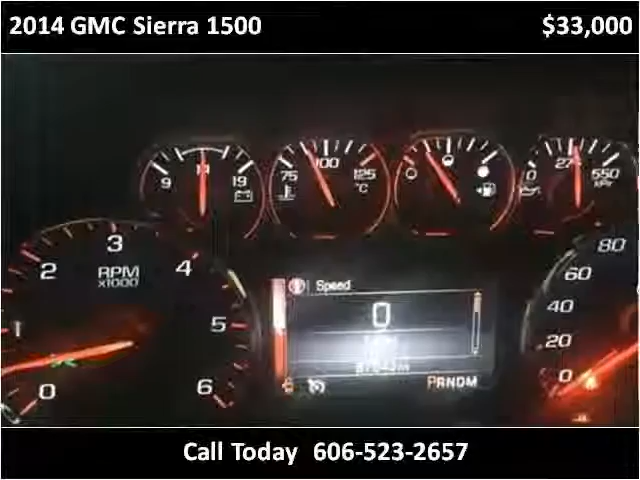 2014 GMC Sierra 1500 $33,000
9 19
75 100 125
°C
0 27 550
kPa
1 2 3 4 5 6 0
RPM
x1000
Speed
0
PRNDM
80
60
40
20
0
Call Today 606-523-2657